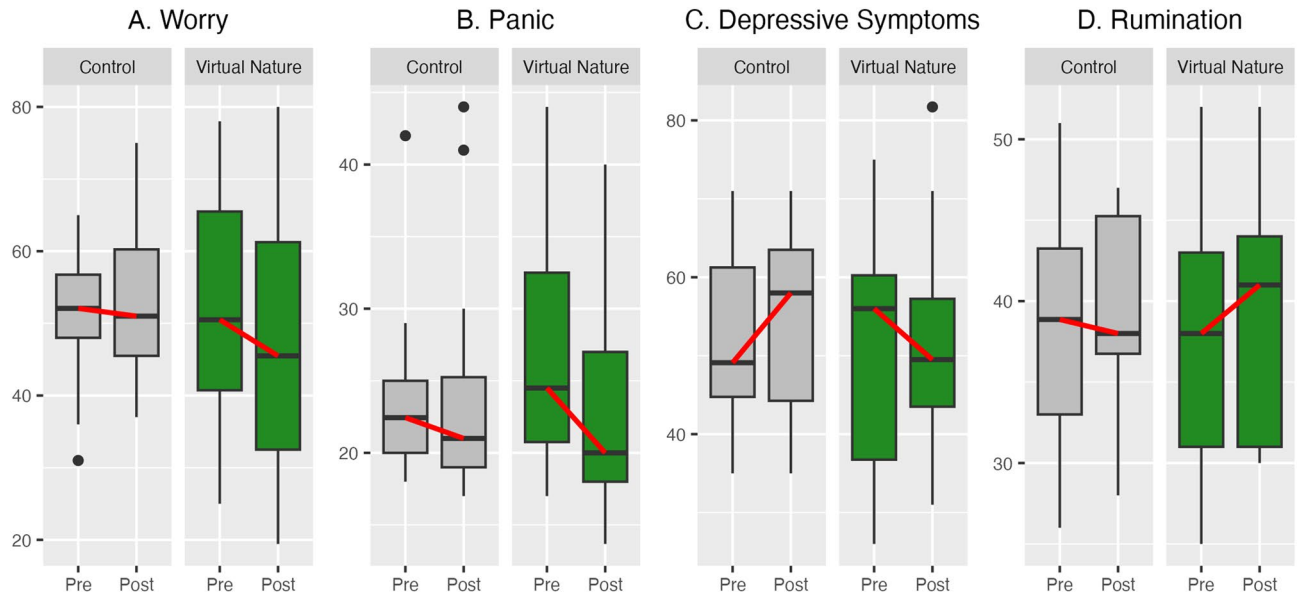 A. Worry
Control Virtual Nature
80
60
40
20
Pre Post Pre Post
B. Panic
Control Virtual Nature
40
30
20
Pre Post Pre Post
C. Depressive Symptoms
Control Virtual Nature
80
60
40
Pre Post Pre Post
D. Rumination
Control Virtual Nature
50
40
30
Pre Post Pre Post